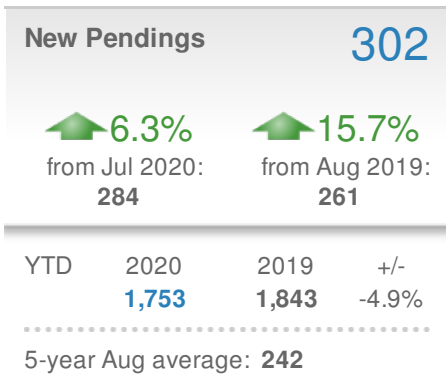 New Pendings 302
6.3% 15.7%
from Jul 2020: from Aug 2019:
284 261
YTD 2020 2019 +/-
1,753 1,843 -4.9%
5-year Aug average: 242